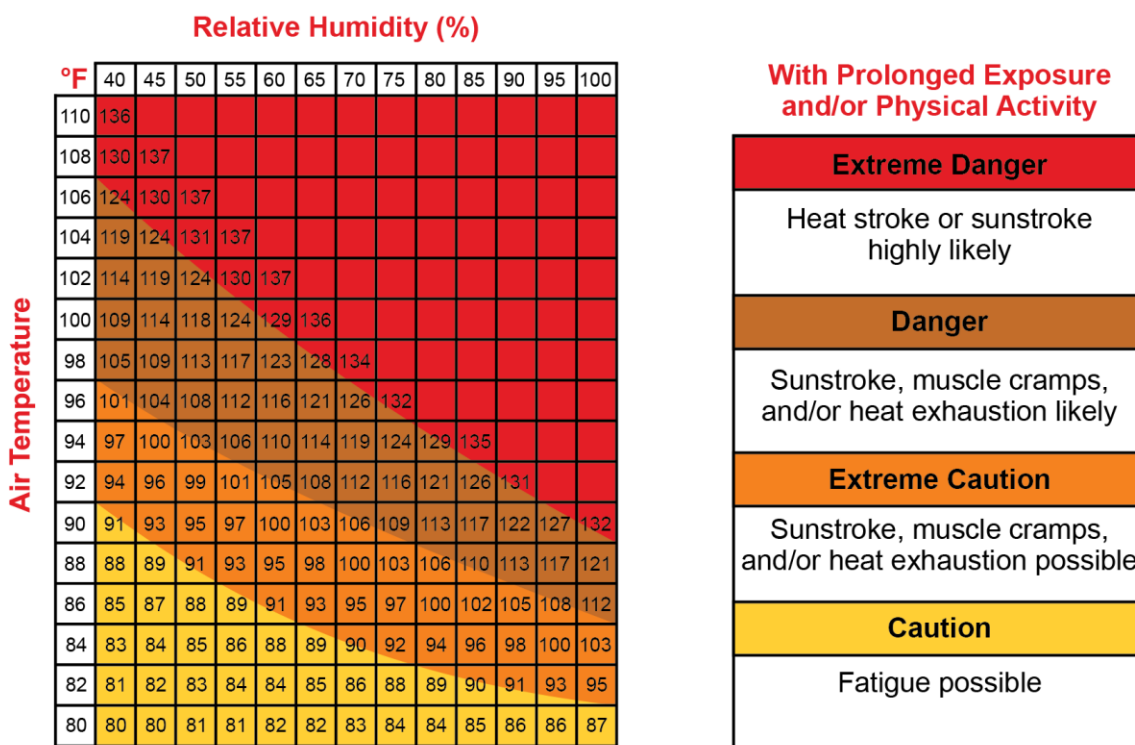 Relative Humidity (%)
°F 40 45 50 55 60 65 70 75 80 85 90 95 100
110 136
108 130 137
106 124 130 137
104 119 124 131 137
102 114 119 124 130 137
100 109 114 118 124 129 136
98 105 109 113 117 123 128 134
96 101 104 108 112 116 121 126 132
94 97 100 103 106 110 114 119 124 129 135
92 94 96 99 101 105 108 112 116 121 126 131
90 91 93 95 97 100 103 106 109 113 117 122 127 132
88 88 89 91 93 95 98 100 103 106 110 113 117 121
86 85 87 88 89 91 93 95 97 100 102 105 108 112
84 83 84 85 86 88 89 90 92 94 96 98 100 103
82 81 82 83 84 84 85 86 88 89 90 91 93 95
80 80 80 81 81 82 82 83 84 84 85 86 86 87
Air Temperature
With Prolonged Exposure
and/or Physical Activity
Extreme Danger
Heat stroke or sunstroke
highly likely
Danger
Sunstroke, muscle cramps,
and/or heat exhaustion likely
Extreme Caution
Sunstroke, muscle cramps,
and/or heat exhaustion possible
Caution
Fatigue possible